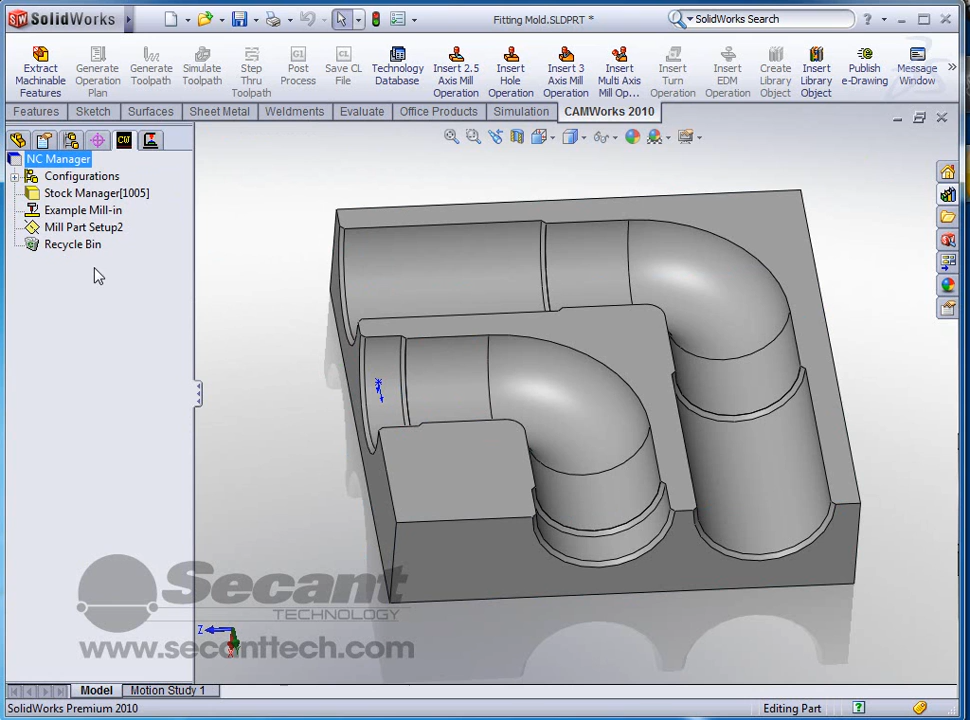 SolidWorks
Fitting Mold.SLDPRT *
SolidWorks Search
Extract Machinable Features
Generate Operation Plan
Generate Toolpath
Simulate Toolpath
Step Thru Toolpath
Post Process
Save CL File
Technology Database
Insert 2.5 Axis Mill Operation
Insert Hole Operation
Insert 3 Axis Mill Operation
Insert Multi Axis Mill Op...
Insert Turn Operation
Insert EDM Operation
Create Library Object
Insert Library Object
Publish e-Drawing
Message Window
Features
Sketch
Surfaces
Sheet Metal
Weldments
Evaluate
Office Products
Simulation
CAMWorks 2010
NC Manager
Configurations
Stock Manager[1005]
Example Mill-in
Mill Part Setup2
Recycle Bin
Secant
TECHNOLOGY
www.secanttech.com
Z
Model
Motion Study 1
SolidWorks Premium 2010
Editing Part